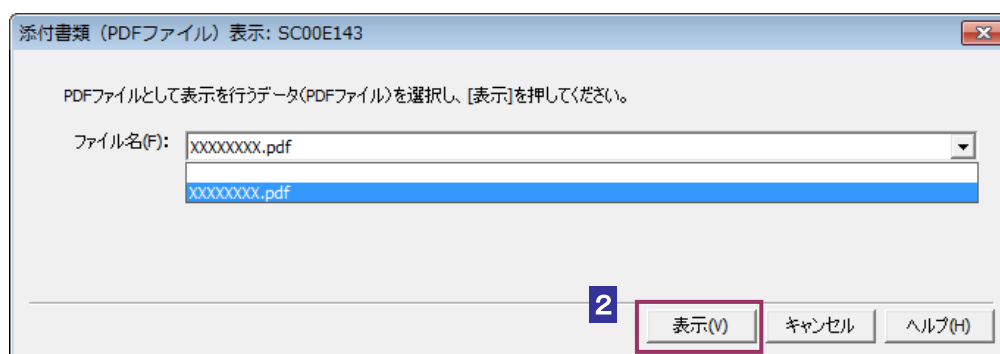 添付書類（PDFファイル）表示: SC00E143
PDFファイルとして表示を行うデータ(PDFファイル)を選択し、[表示]を押してください。
ファイル名(F):
XXXXXXXX.pdf
XXXXXXXX.pdf
2
表示(V)
キャンセル
ヘルプ(H)